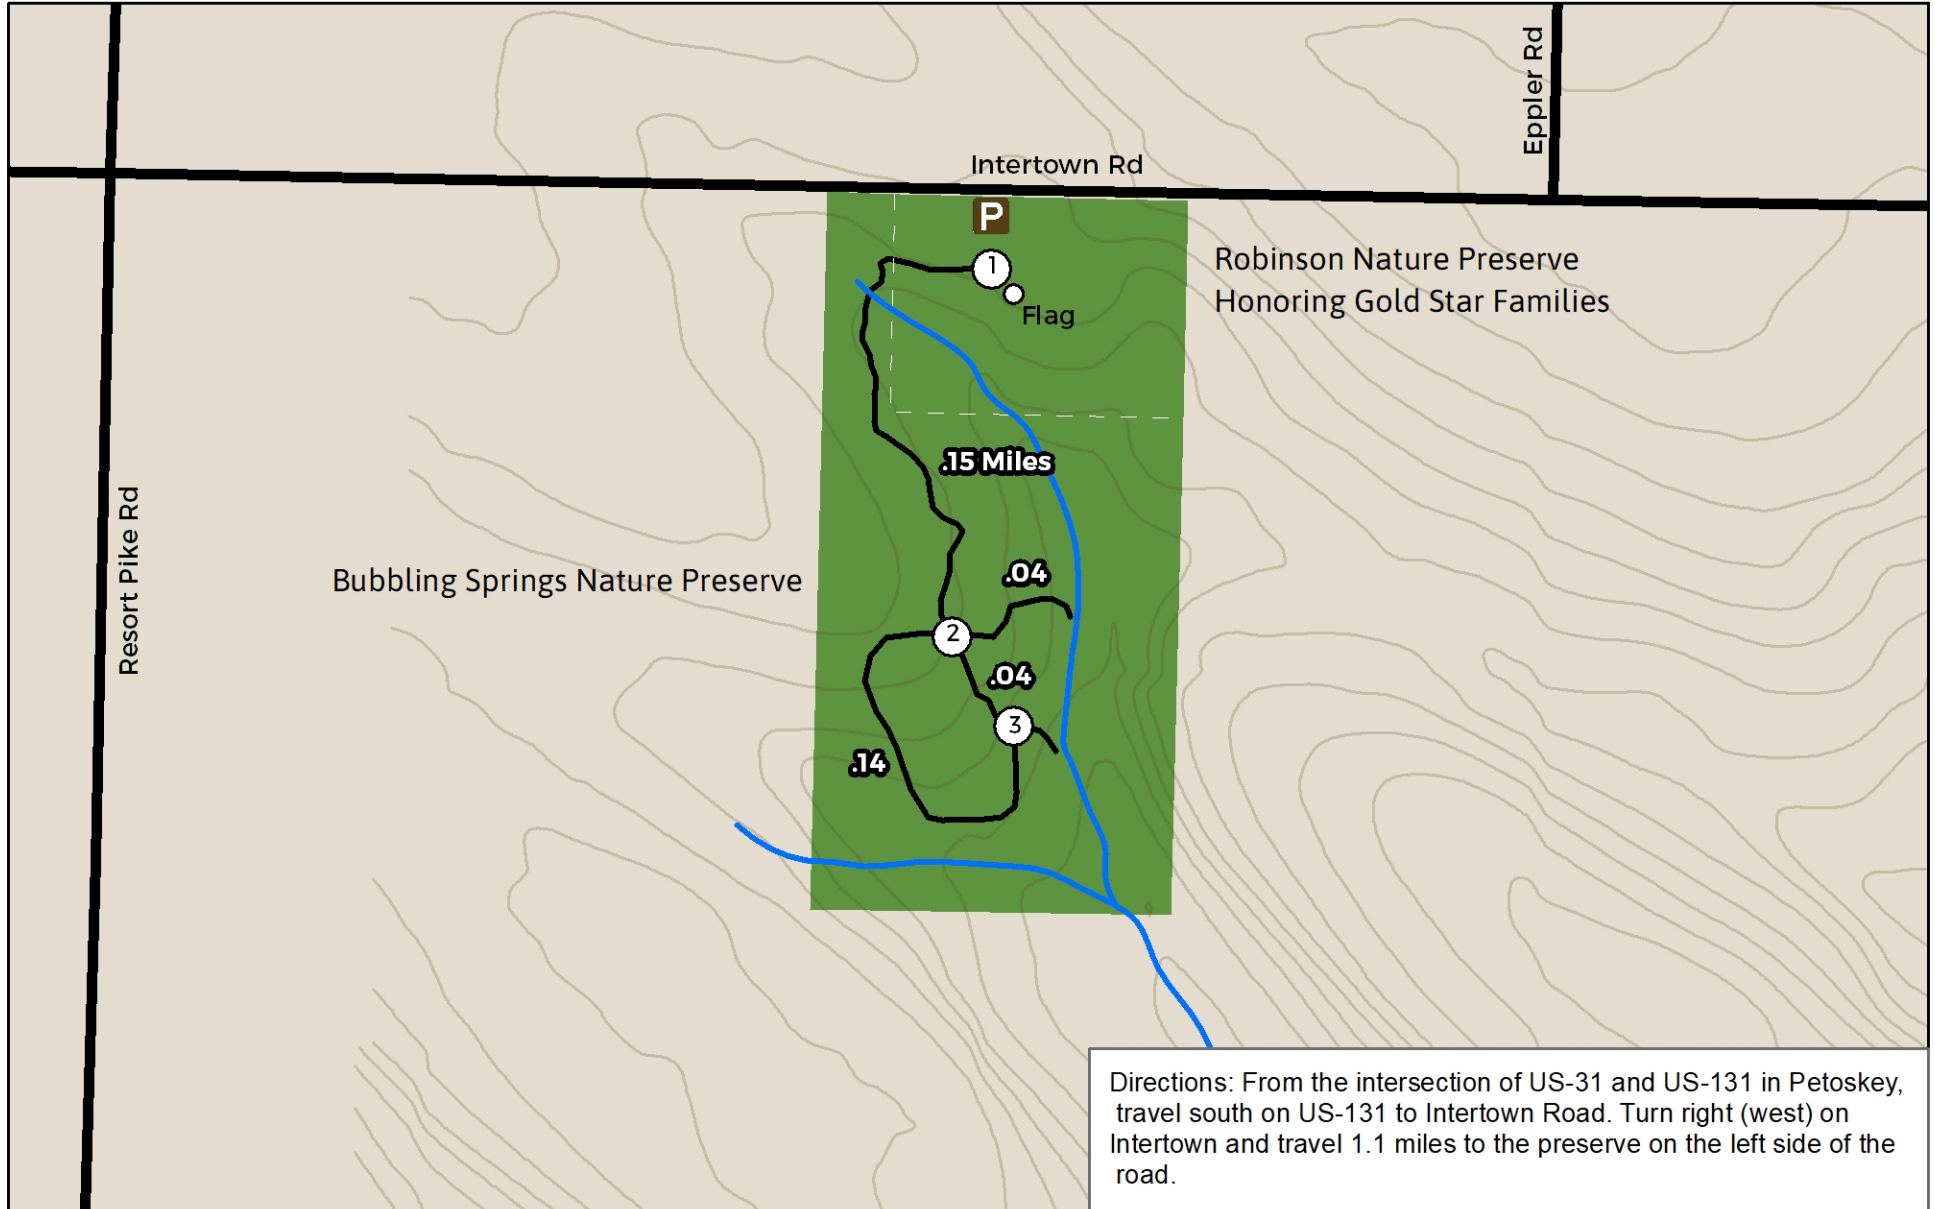 Eppler Rd
Intertown Rd
P
1
Flag
Robinson Nature Preserve
Honoring Gold Star Families
.15 Miles
Resort Pike Rd
Bubbling Springs Nature Preserve
.04
2
.04
3
.14
Directions: From the intersection of US-31 and US-131 in Petoskey,
travel south on US-131 to Intertown Road. Turn right (west) on
Intertown and travel 1.1 miles to the preserve on the left side of the
road.